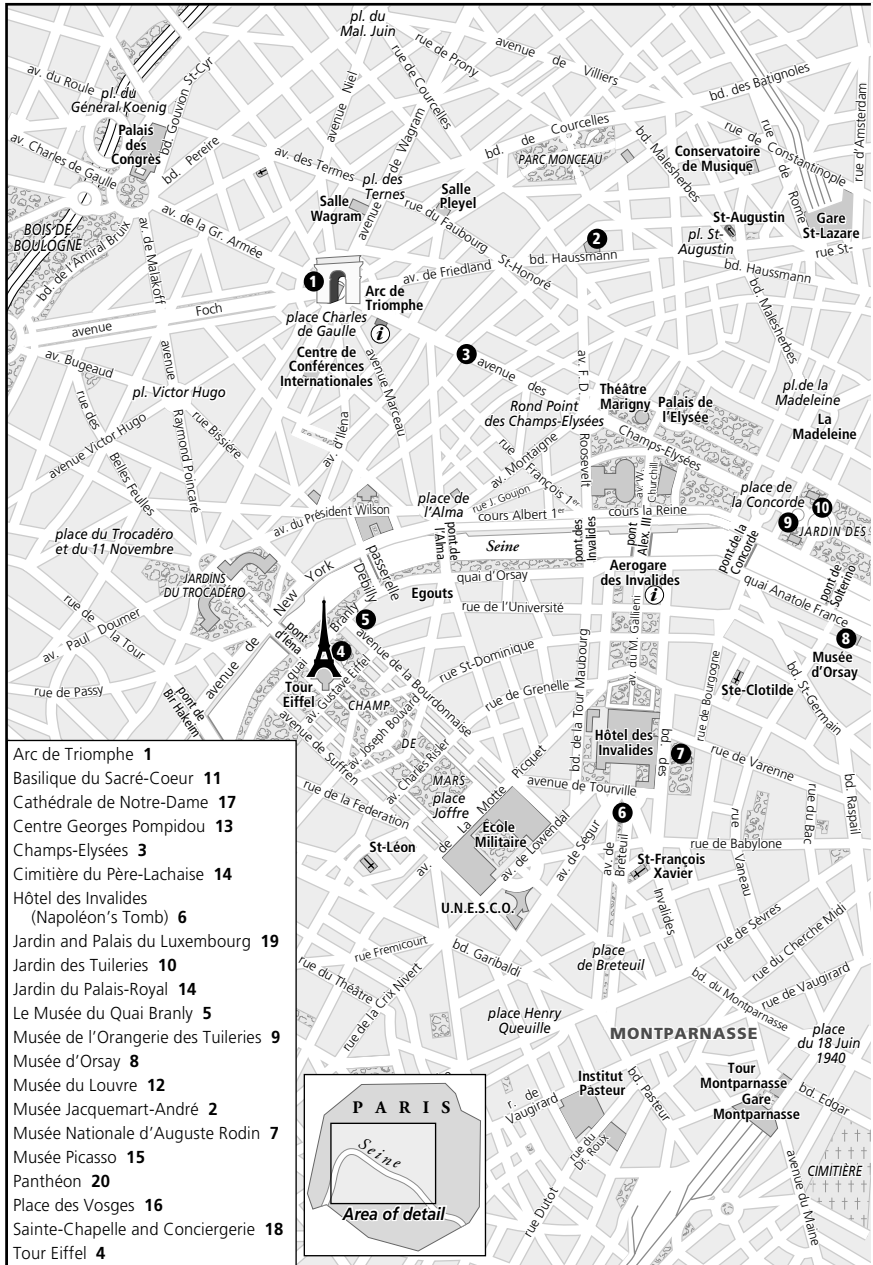 pl. du
Mal. Juin
rue de Prony
avenue de Villiers
bd. des Batignoles
av. du Roule
pl. du
Général Koenig
bd. Gouvion St-Cyr
avenue Niel
rue de Courcelles
avenue de Wagram
bd. de Courcelles
PARC MONCEAU
bd. Malesherbes
Conservatoire
de Musique
rue de Constantinople
rue de Rome
rue d'Amsterdam
Palais
des
Congrès
av. Charles de Gaulle
bd. Pereire
av. des Ternes
pl. des
Ternes
Salle
Wagram
Salle
Pleyel
rue du Faubourg St-Honoré
St-Augustin
pl. St-
Augustin
Gare
St-Lazare
rue St-
BOIS DE
BOULOGNE
bd. de l'Amiral Bruix
av. de Malakoff
av. de la Gr. Armée
2
bd. Haussmann
bd. Haussmann
av. de Friedland
1
Arc de
Triomphe
place Charles
de Gaulle
i
avenue Foch
bd. Malesherbes
3
avenue des Champs-Elysées
av. F. D. Roosevelt
Centre de
Conférences
Internationales
avenue Marceau
av. Bugeaud
pl. Victor Hugo
avenue Raymond Poincaré
rue des Belles Feuilles
rue Bissière
avenue Victor Hugo
av. d'Iléna
Rond Point
des Champs-Elysées
Théâtre
Marigny
Palais de
l'Elysée
pl.de la
Madeleine
La
Madeleine
av. Montaigne
rue François 1er
rue J. Goujon
av. W. Churchill
place de
la Concorde
10
9
JARDIN DES
place de
l'Alma
cours Albert 1er
cours la Reine
av. du Président Wilson
place du Trocadéro
et du 11 Novembre
JARDINS
DU TROCADÉRO
avenue de New York
passerelle
Debilly
pont de
l'Alma
Seine
pont des
Invalides
pont
Alex. III
pont de la
Concorde
pont de
Solterino
Egouts
quai d'Orsay
Aerogare
des Invalides
i
quai Anatole France
8
Musée
d'Orsay
rue de l'Université
rue de
la Tour
av. Paul Doumer
rue de Passy
pont
d'Iéna
quai Branly
5
4
Tour
Eiffel
av. Gustave Eiffel
avenue de la Bourdonnaise
rue St-Dominique
rue de Grenelle
bd. de la Tour Maubourg
av. du M. Gallieni
rue de Bourgogne
Ste-Clotilde
bd. St-Germain
pont de
Bir Hakeim
CHAMP
DE
MARS
av. Joseph Bouvard
av. Charles Risler
avenue de Suffren
place
Joffre
Hôtel des
Invalides
bd. des Invalides
7
rue de Varenne
rue du Bac
bd. Raspail
rue de la Federation
av. de La Motte Picquet
avenue de Tourville
6
Ecole
Militaire
av. de Lowendal
av. de Ségur
av. de
Breteuil
rue Vaneau
rue de Babylone
St-François
Xavier
St-Léon
U.N.E.S.C.O.
rue de Sèvres
rue du Cherche Midi
rue Fremicourt
bd. Garibaldi
place
de Breteuil
rue de Vaugirard
bd. du Montparnasse
rue du Théâtre
rue de la Crix Nivert
place Henry
Queuille
MONTPARNASSE
place
du 18 Juin
1940
Institut
Pasteur
bd. Pasteur
Tour
Montparnasse
Gare
Montparnasse
bd. Edgar
r. de
Vaugirard
rue du
Dr. Roux
rue Dutot
CIMITIÈRE
avenue du Maine
Arc de Triomphe 1
Basilique du Sacré-Coeur 11
Cathédrale de Notre-Dame 17
Centre Georges Pompidou 13
Champs-Elysées 3
Cimitière du Père-Lachaise 14
Hôtel des Invalides
(Napoléon's Tomb) 6
Jardin and Palais du Luxembourg 19
Jardin des Tuileries 10
Jardin du Palais-Royal 14
Le Musée du Quai Branly 5
Musée de l'Orangerie des Tuileries 9
Musée d'Orsay 8
Musée du Louvre 12
Musée Jacquemart-André 2
Musée Nationale d'Auguste Rodin 7
Musée Picasso 15
Panthéon 20
Place des Vosges 16
Sainte-Chapelle and Conciergerie 18
Tour Eiffel 4
PARIS
Seine
Area of detail